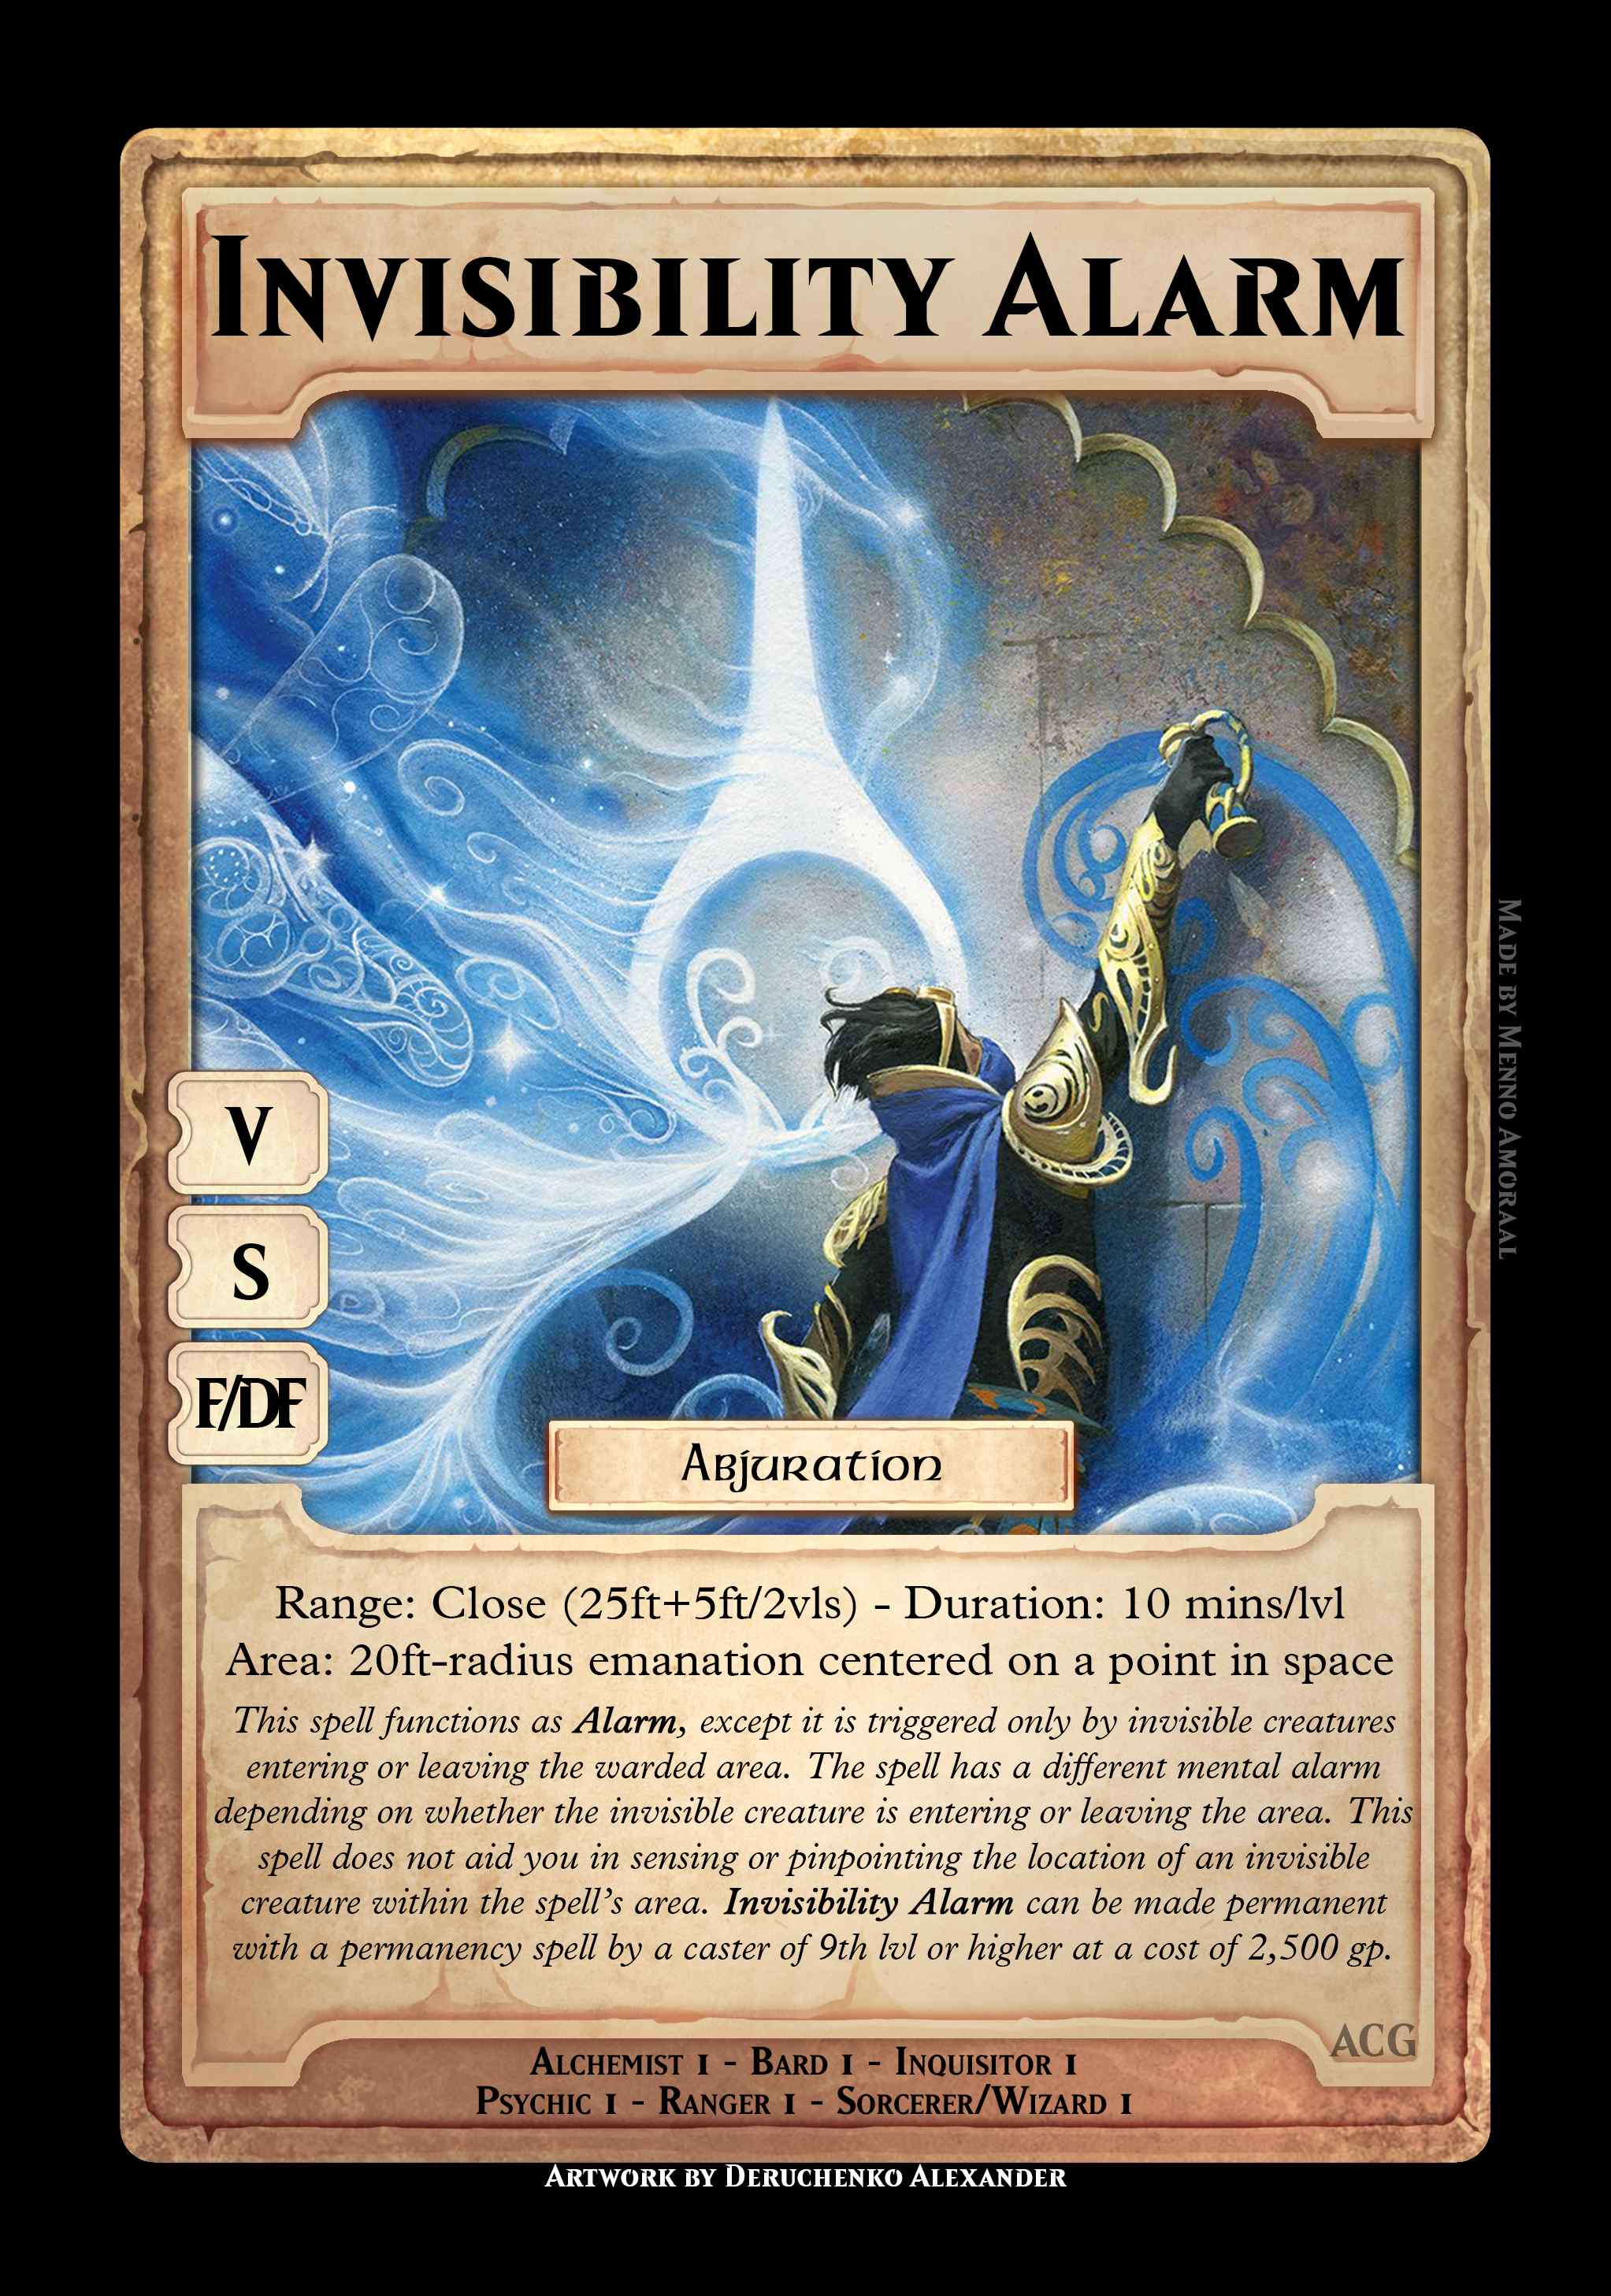 Invisibility Alarm
V
S
F/DF
Abjuration
Range: Close (25ft+5ft/2vls) - Duration: 10 mins/lvl
Area: 20ft-radius emanation centered on a point in space
This spell functions as Alarm, except it is triggered only by invisible creatures
entering or leaving the warded area. The spell has a different mental alarm
depending on whether the invisible creature is entering or leaving the area. This
spell does not aid you in sensing or pinpointing the location of an invisible
creature within the spell's area. Invisibility Alarm can be made permanent
with a permanency spell by a caster of 9th lvl or higher at a cost of 2,500 gp.
ACG
Alchemist 1 - Bard 1 - Inquisitor 1
Psychic 1 - Ranger 1 - Sorcerer/Wizard 1
Artwork by Deruchenko Alexander
Made by Menno Amoraal